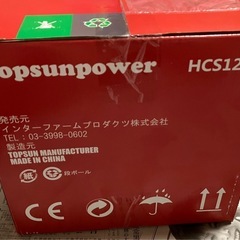 opsunpower HCS12
発売元
インターファームプロダクツ株式会社
TEL：03-3998-0602
製造元
TOPSUN MANUFACTURER
MADE IN CHINA
紙 段ボール
CE